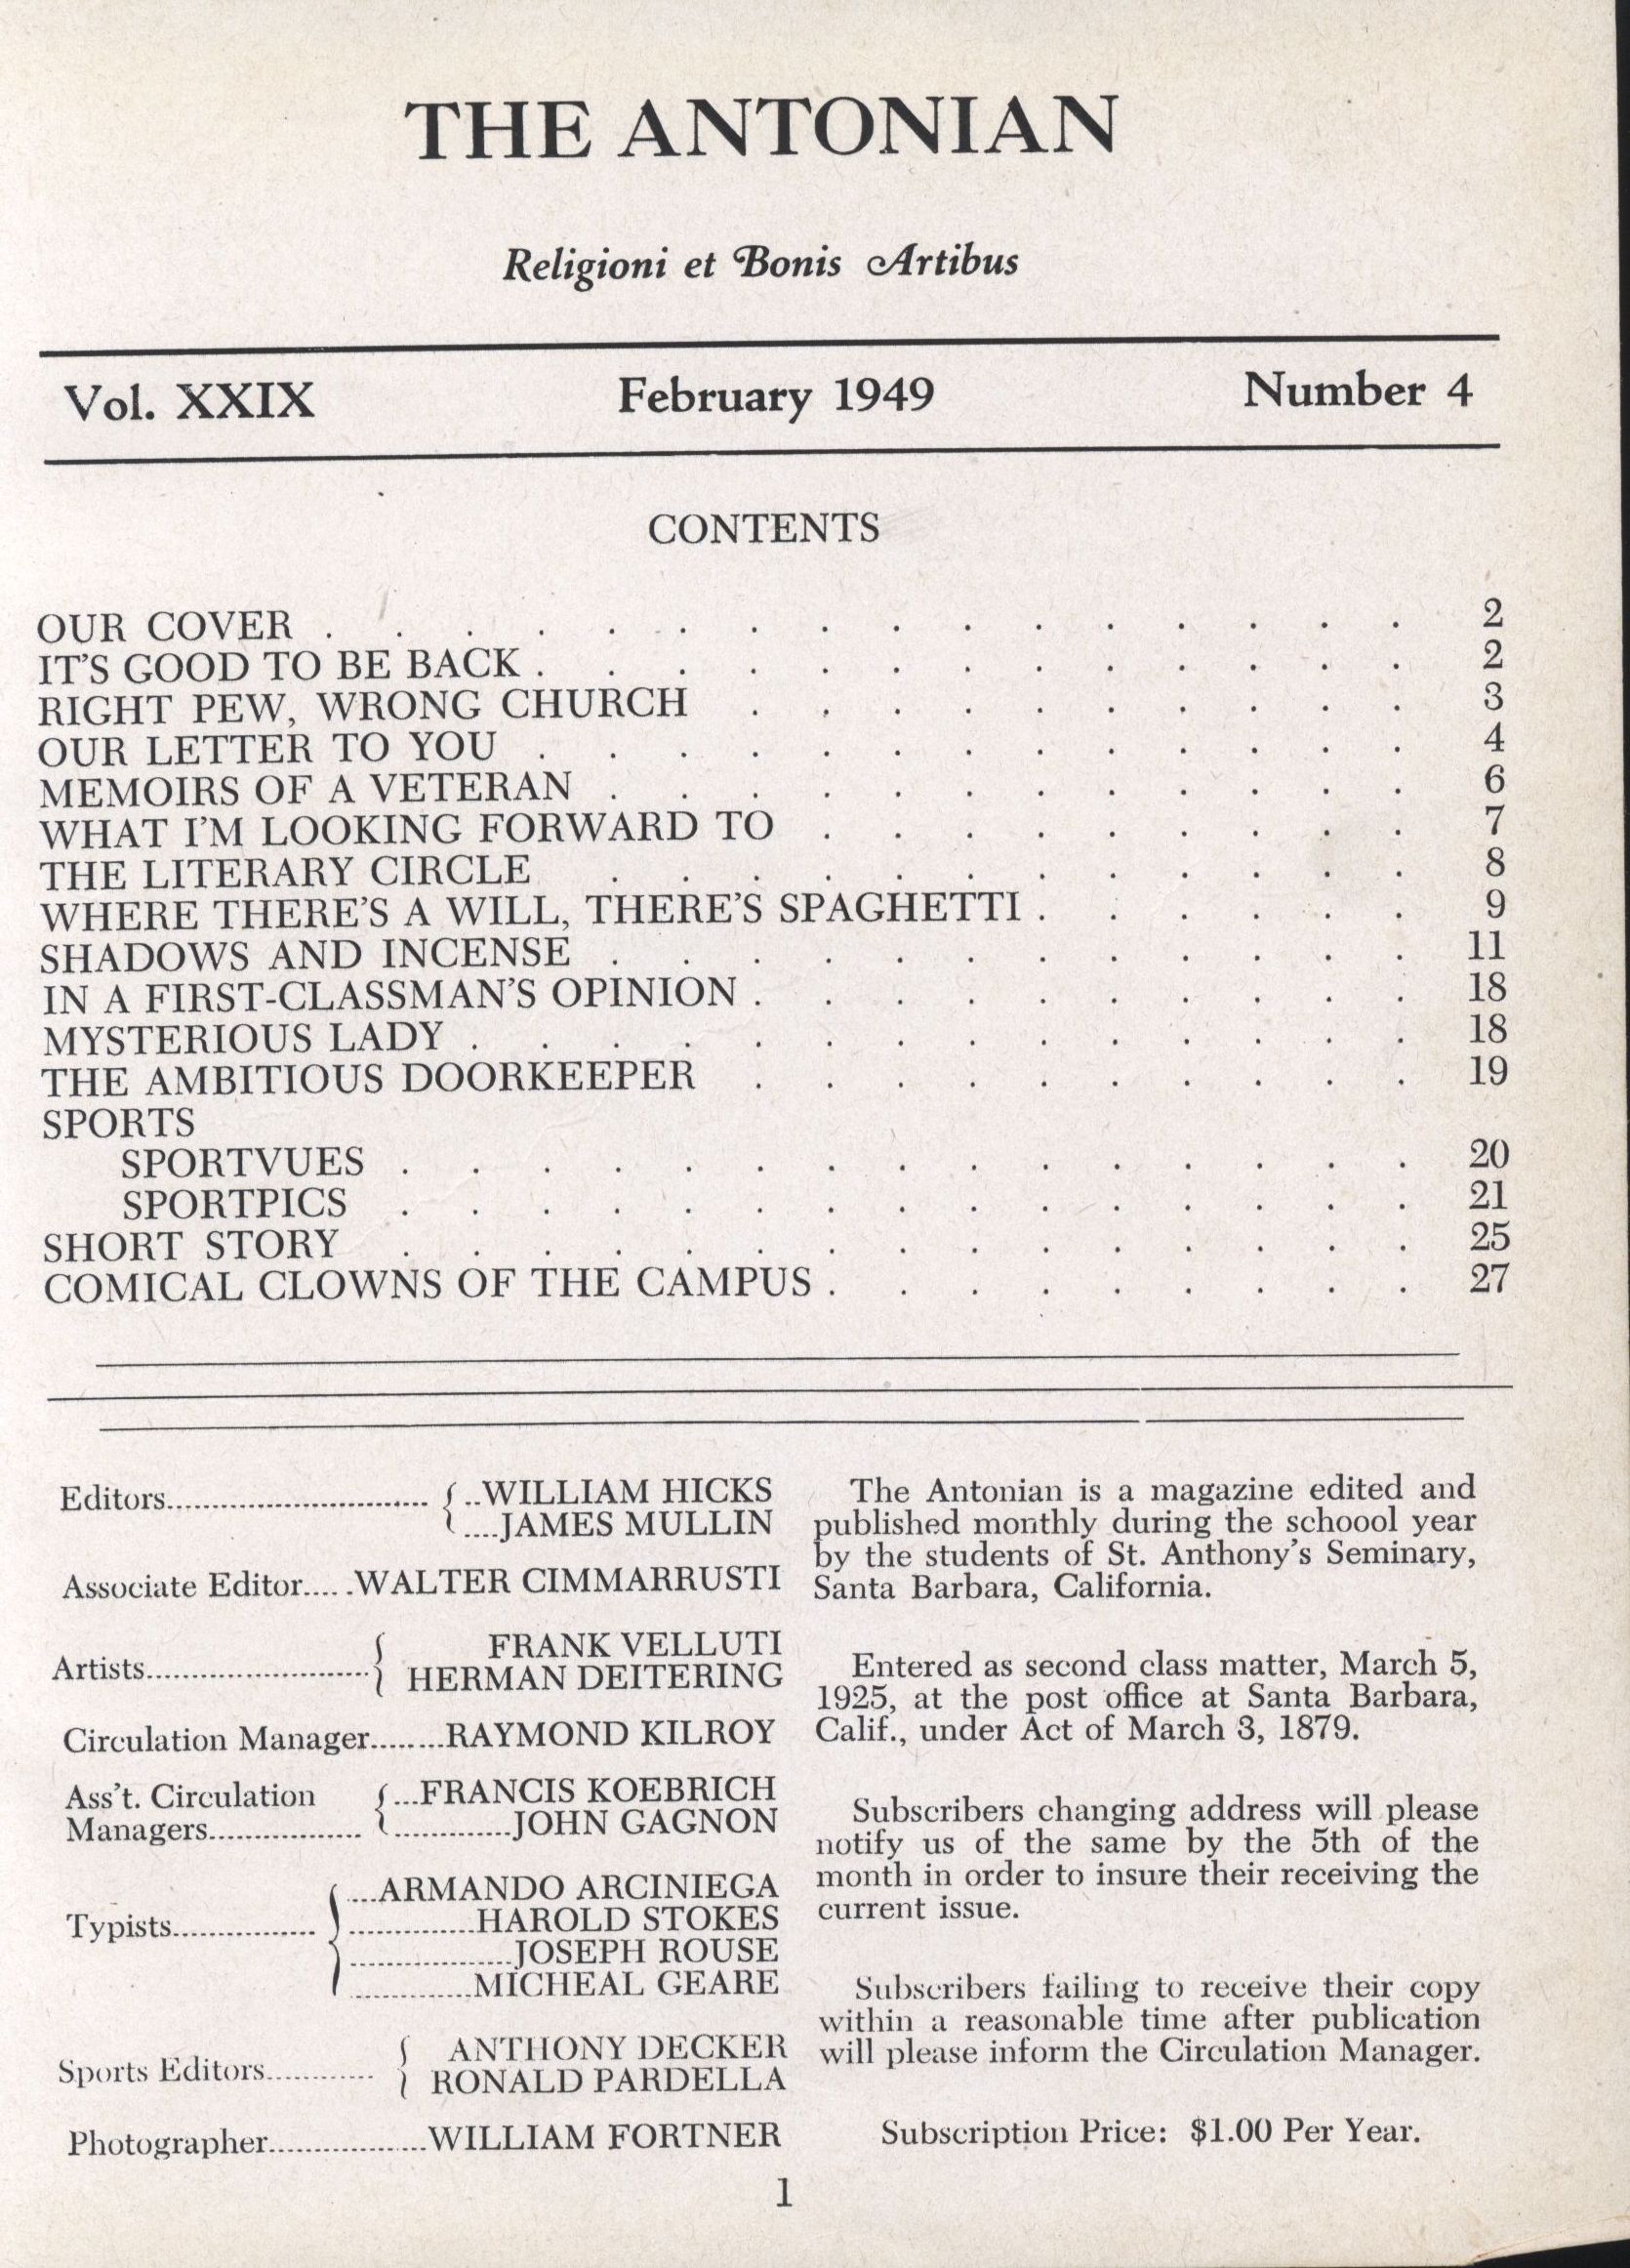 THE ANTONIAN
Religioni et Bonis Artibus
Vol. XXIX February 1949 Number 4
CONTENTS
OUR COVER . . . . . . . . . . . . . . . . 2
IT'S GOOD TO BE BACK . . . . . . . . . . . . . 2
RIGHT PEW, WRONG CHURCH . . . . . . . . . . 3
OUR LETTER TO YOU . . . . . . . . . . . . . 4
MEMOIRS OF A VETERAN . . . . . . . . . . . . 6
WHAT I'M LOOKING FORWARD TO . . . . . . . . . 7
THE LITERARY CIRCLE . . . . . . . . . . . . 8
WHERE THERE'S A WILL, THERE'S SPAGHETTI . . . . . . 9
SHADOWS AND INCENSE . . . . . . . . . . . . 11
IN A FIRST-CLASSMAN'S OPINION . . . . . . . . . . 18
MYSTERIOUS LADY . . . . . . . . . . . . . . 18
THE AMBITIOUS DOORKEEPER . . . . . . . . . . 19
SPORTS
SPORTVUES . . . . . . . . . . . . . . . 20
SPORTPICS . . . . . . . . . . . . . . . 21
SHORT STORY . . . . . . . . . . . . . . . 25
COMICAL CLOWNS OF THE CAMPUS . . . . . . . . . 27
Editors.............................. WILLIAM HICKS
JAMES MULLIN
Associate Editor..... .WALTER CIMMARRUSTI
Artists......................... FRANK VELLUTI
HERMAN DEITERING
Circulation Manager........RAYMOND KILROY
Ass't. Circulation ...FRANCIS KOEBRICH
Managers................. .............JOHN GAGNON
Typists................ ...ARMANDO ARCINIEGA
.............HAROLD STOKES
..................JOSEPH ROUSE
.............MICHEAL GEARE
Sports Editors............ ANTHONY DECKER
RONALD PARDELLA
Photographer.................WILLIAM FORTNER
The Antonian is a magazine edited and
published monthly during the schoool year
by the students of St. Anthony's Seminary,
Santa Barbara, California.
Entered as second class matter, March 5,
1925, at the post office at Santa Barbara,
Calif., under Act of March 3, 1879.
Subscribers changing address will please
notify us of the same by the 5th of the
month in order to insure their receiving the
current issue.
Subscribers failing to receive their copy
within a reasonable time after publication
will please inform the Circulation Manager.
Subscription Price: $1.00 Per Year.
1